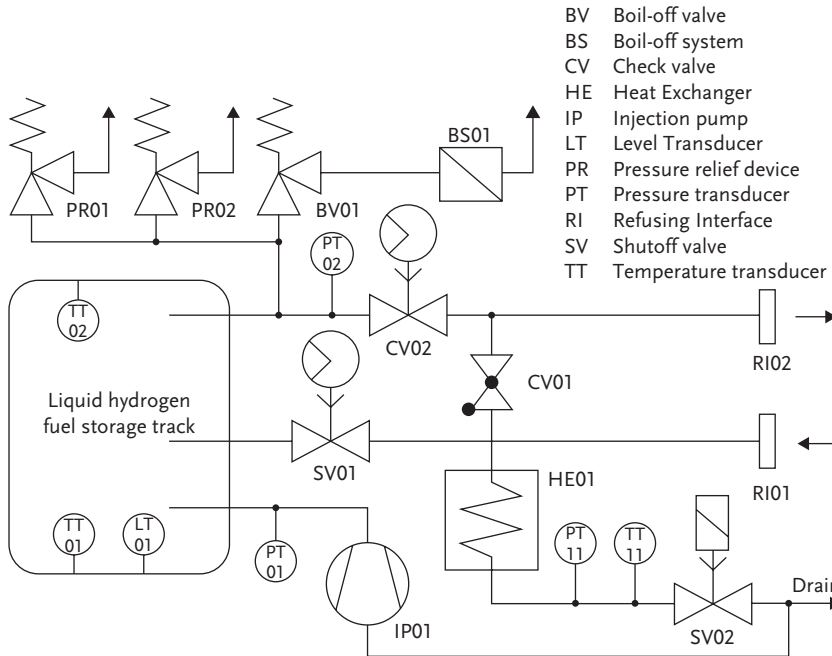 BV Boil-off valve
BS Boil-off system
CV Check valve
HE Heat Exchanger
IP Injection pump
LT Level Transducer
PR Pressure relief device
PT Pressure transducer
RI Refusing Interface
SV Shutoff valve
TT Temperature transducer
BS01
PR01
PR02
BV01
PT
02
TT
02
CV02
RI02
CV01
Liquid hydrogen
fuel storage track
SV01
HE01
RI01
TT
01
LT
01
PT
01
PT
11
TT
11
Drain
IP01
SV02